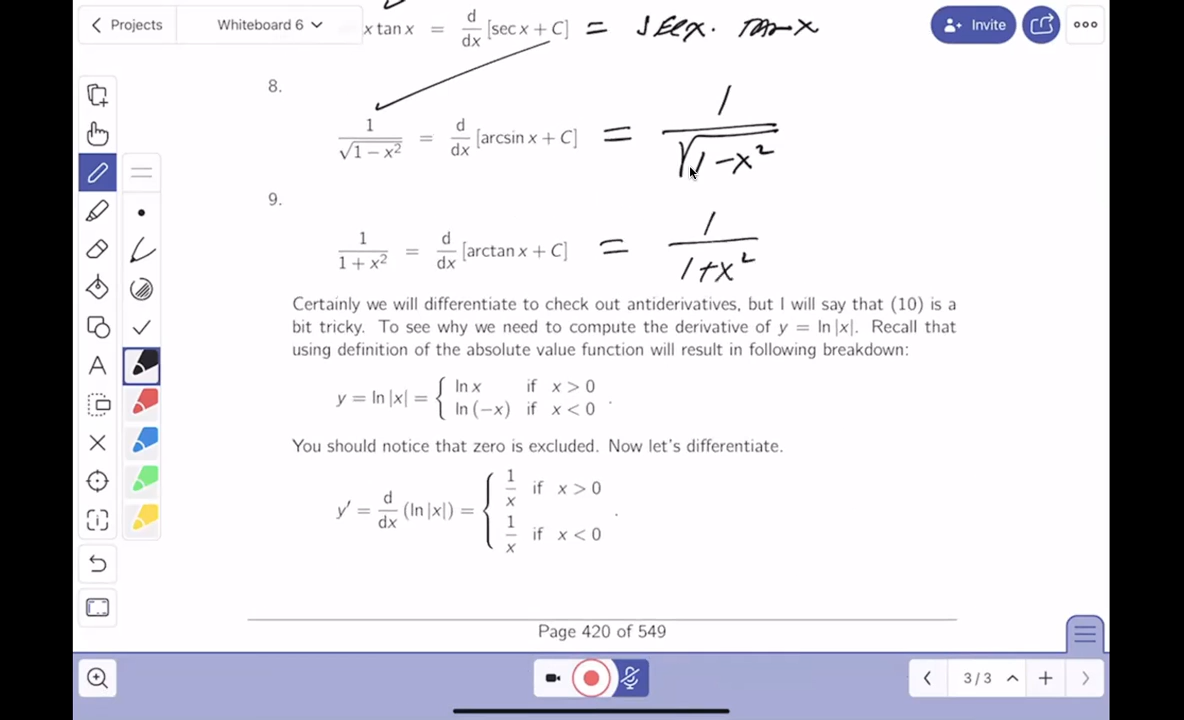 Projects
Whiteboard 6
Invite
x tan x = d/dx [sec x + C] = SECX. TANX
8.
1/√1 − x² = d/dx [arcsin x + C] = 1/√1-x²
9.
1/1 + x² = d/dx [arctan x + C] = 1/1+x²
Certainly we will differentiate to check out antiderivatives, but I will say that (10) is a
bit tricky. To see why we need to compute the derivative of y = ln |x|. Recall that
using definition of the absolute value function will result in following breakdown:
y = ln |x| = { ln x if x > 0
ln (−x) if x < 0 .
You should notice that zero is excluded. Now let's differentiate.
y′ = d/dx (ln |x|) = { 1/x if x > 0
1/x if x < 0 .
Page 420 of 549
A
3/3